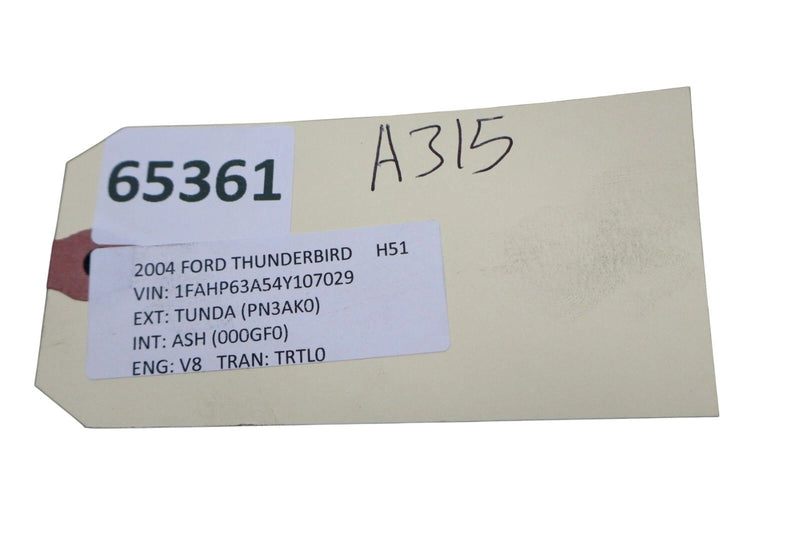 A315
65361
2004 FORD THUNDERBIRD H51
VIN: 1FAHP63A54Y107029
EXT: TUNDA (PN3AK0)
INT: ASH (000GF0)
ENG: V8 TRAN: TRTL0